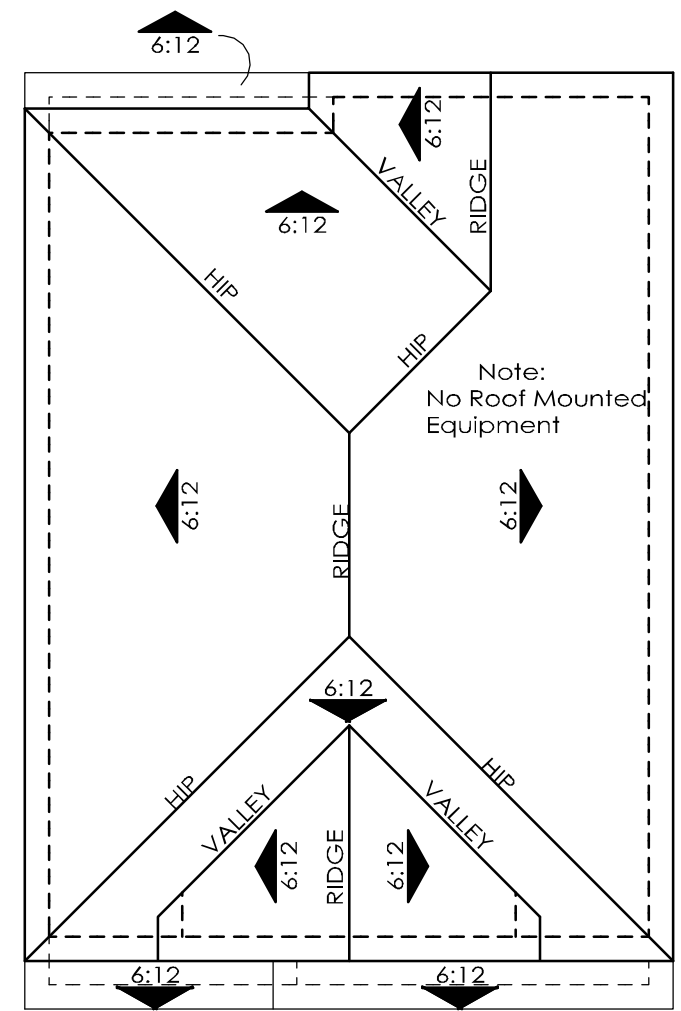 6:12
6:12
VALLEY
RIDGE
6:12
HIP
HIP
Note:
No Roof Mounted
Equipment
6:12
6:12
RIDGE
6:12
HIP
HIP
VALLEY
VALLEY
6:12
RIDGE
6:12
6:12
6:12